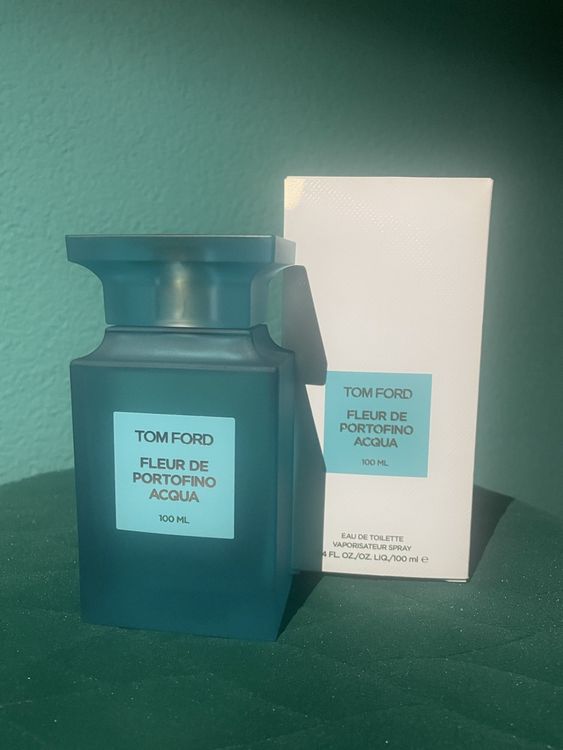 TOM FORD
FLEUR DE
PORTOFINO
ACQUA
100 ML
TOM FORD
FLEUR DE
PORTOFINO
ACQUA
100 ML
EAU DE TOILETTE
VAPORISATEUR SPRAY
4 FL. OZ./OZ. LIQ./100 ml ℮